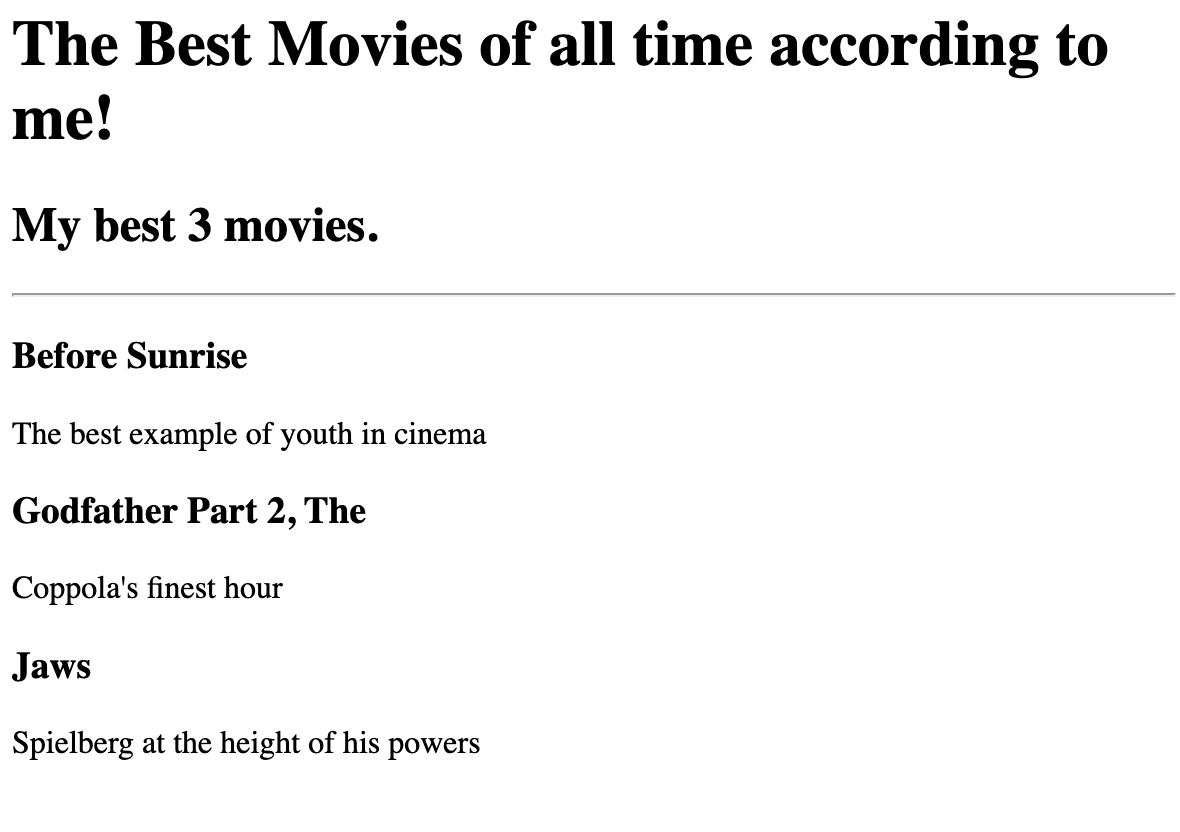 The Best Movies of all time according to
me!
My best 3 movies.
Before Sunrise
The best example of youth in cinema
Godfather Part 2, The
Coppola's finest hour
Jaws
Spielberg at the height of his powers